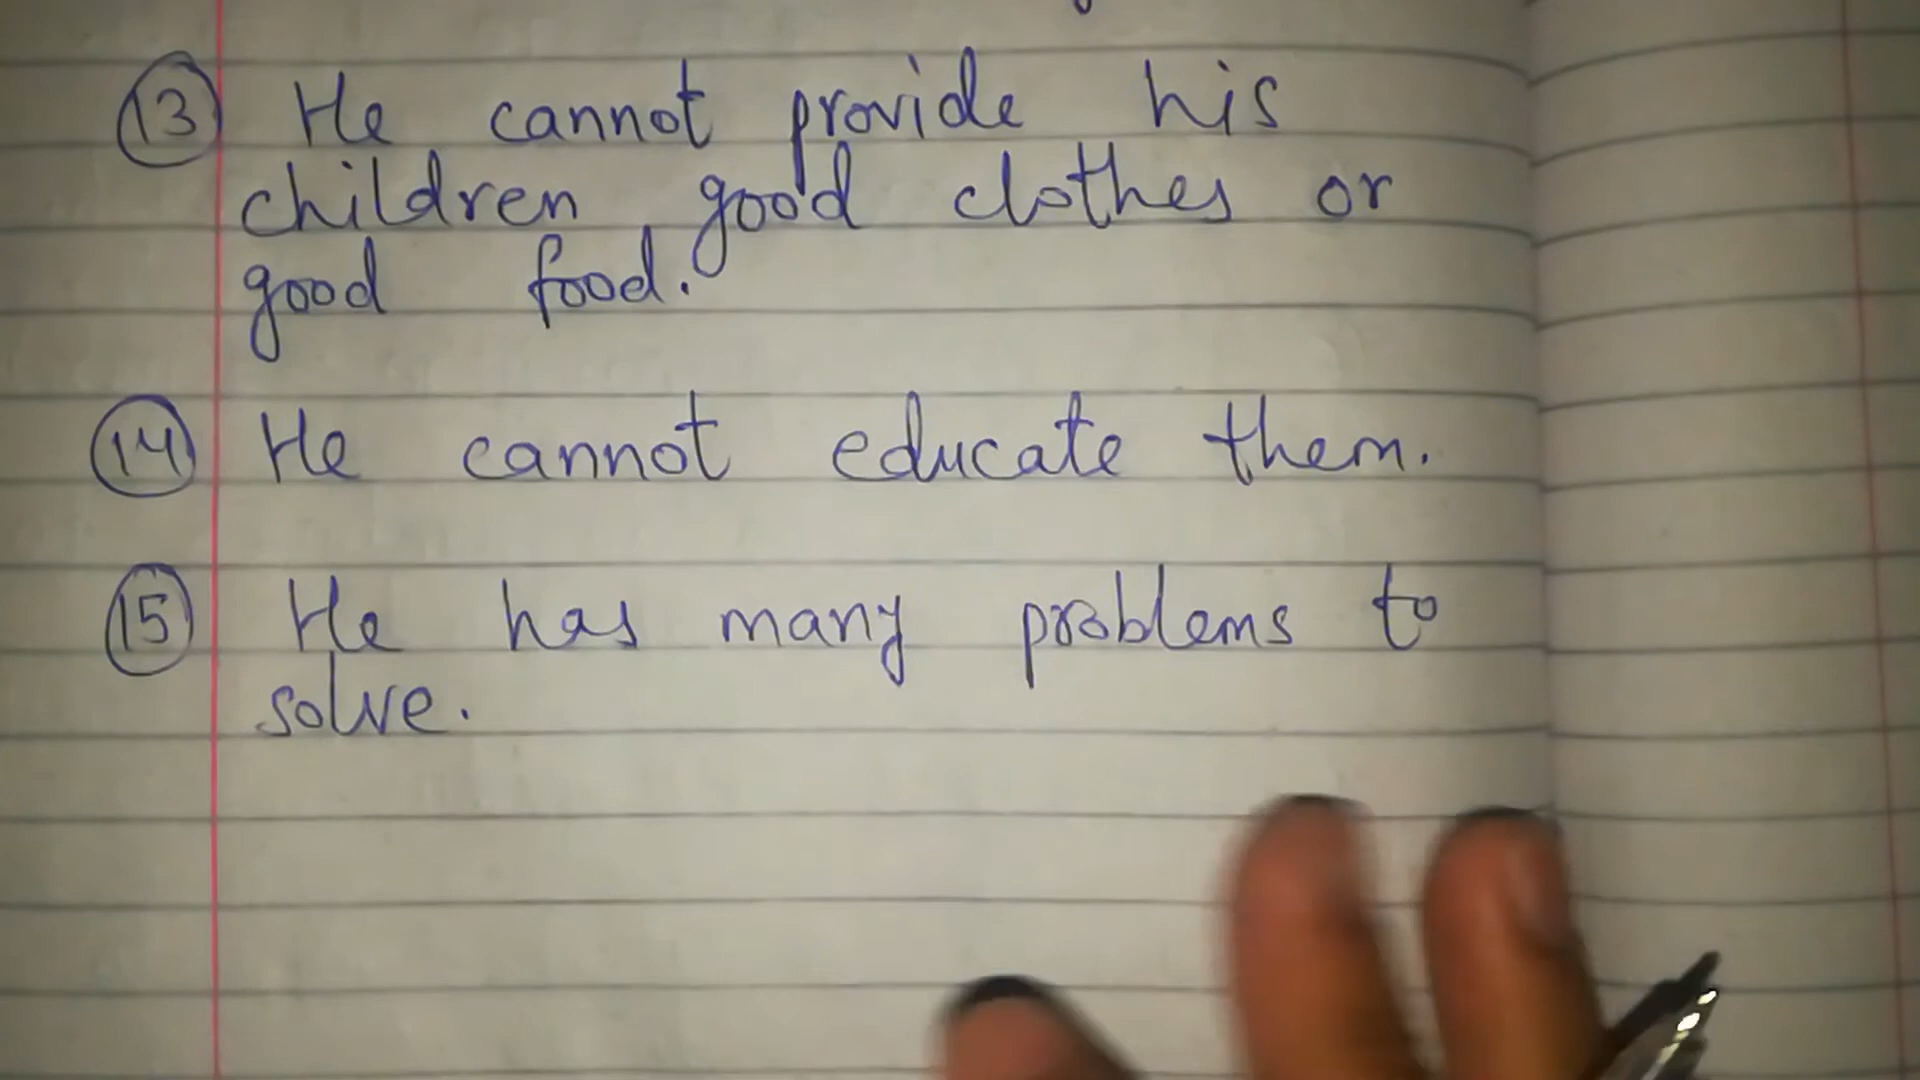 13 He cannot provide his
children good clothes or
good food.
14 He cannot educate them.
15 He has many problems to
solve.